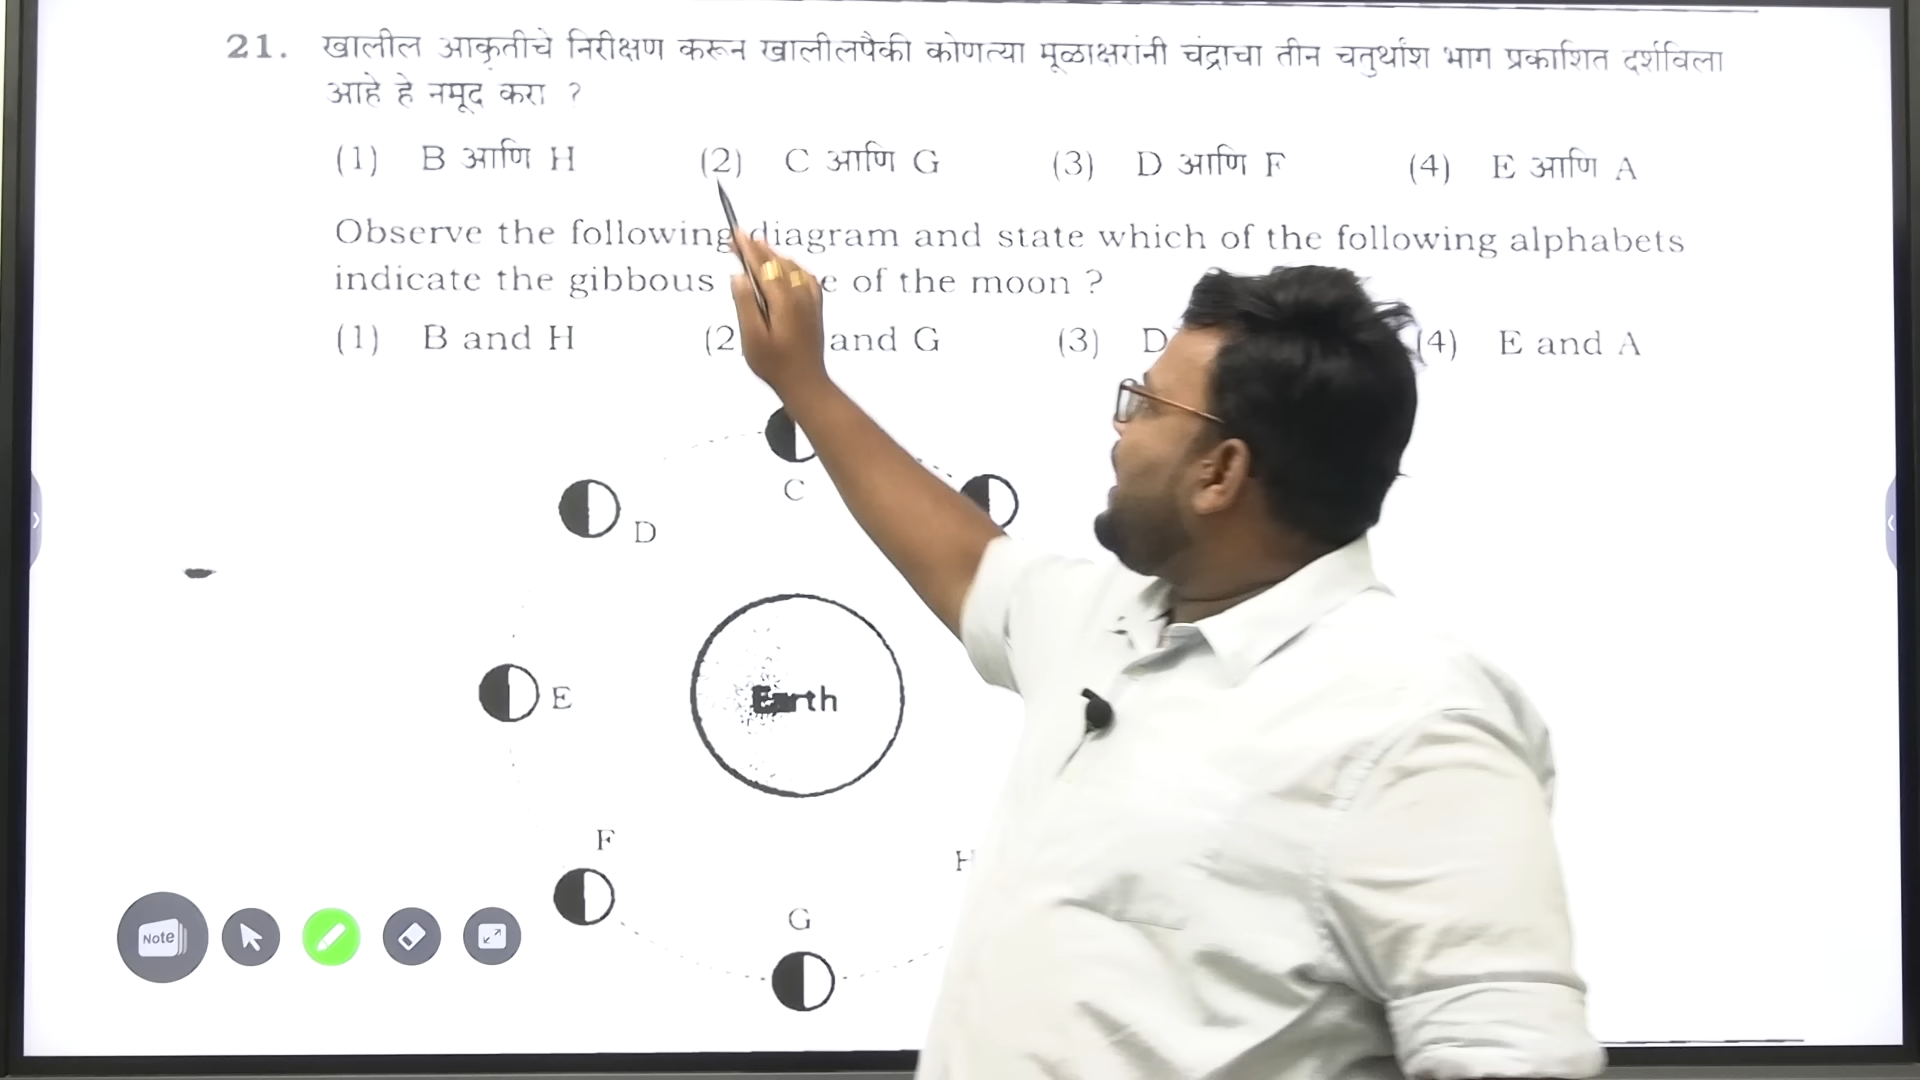 21. खालील आकृतीचे निरीक्षण करून खालीलपैकी कोणत्या मूळाक्षरांनी चंद्राचा तीन चतुर्थांश भाग प्रकाशित दर्शविला
आहे हे नमूद करा ?
(1) B आणि H (2) C आणि G (3) D आणि F (4) E आणि A
Observe the following diagram and state which of the following alphabets
indicate the gibbous of the moon ?
(1) B and H (2 and G (3) D (4) E and A
C
D
E
Earth
F
H
G
Note